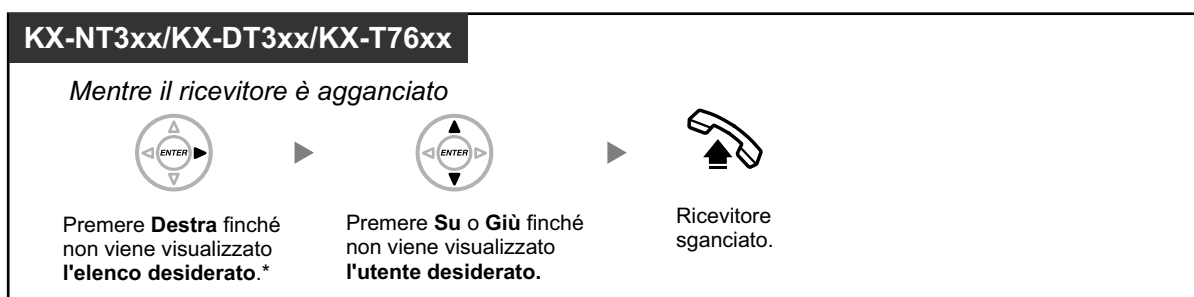 KX-NT3xx/KX-DT3xx/KX-T76xx
Mentre il ricevitore è agganciato
ENTER
ENTER
Premere Destra finché
non viene visualizzato
l'elenco desiderato.*
Premere Su o Giù finché
non viene visualizzato
l'utente desiderato.
Ricevitore
sganciato.